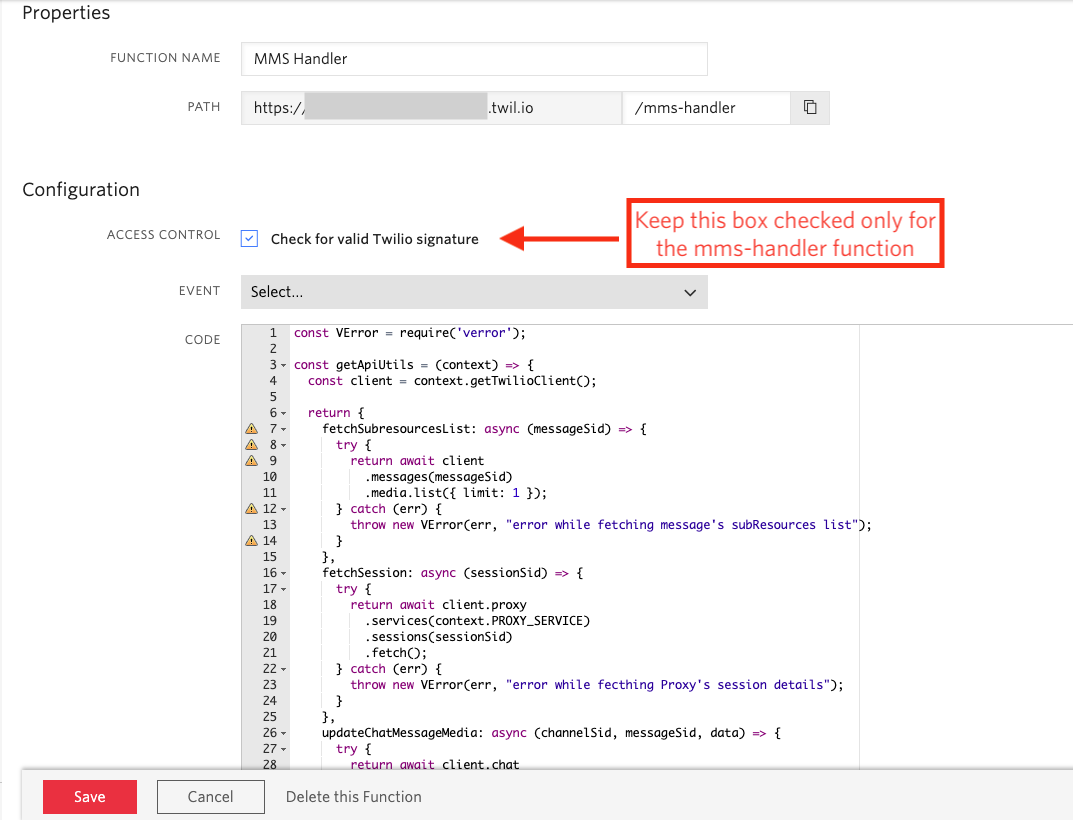 Properties
FUNCTION NAME
MMS Handler
PATH
https:// .twil.io
/mms-handler
Configuration
ACCESS CONTROL
Check for valid Twilio signature
Keep this box checked only for
the mms-handler function
EVENT
Select...
CODE
1 const VError = require('verror');
2
3 const getApiUtils = (context) => {
4 const client = context.getTwilioClient();
5
6 return {
7 fetchSubresourcesList: async (messageSid) => {
8 try {
9 return await client
10 .messages(messageSid)
11 .media.list({ limit: 1 });
12 } catch (err) {
13 throw new VError(err, "error while fetching message's subResources list");
14 }
15 },
16 fetchSession: async (sessionSid) => {
17 try {
18 return await client.proxy
19 .services(context.PROXY_SERVICE)
20 .sessions(sessionSid)
21 .fetch();
22 } catch (err) {
23 throw new VError(err, "error while fecthing Proxy's session details");
24 }
25 },
26 updateChatMessageMedia: async (channelSid, messageSid, data) => {
27 try {
28 return await client.chat
Save
Cancel
Delete this Function